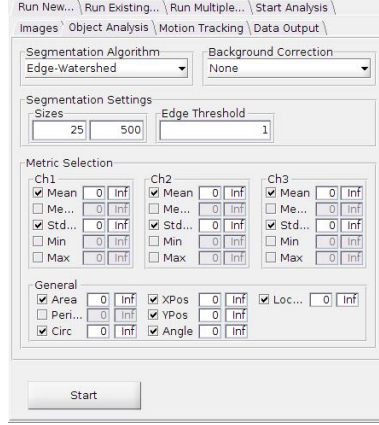 Run New... Run Existing... Run Multiple... Start Analysis
Images Object Analysis Motion Tracking Data Output
Segmentation Algorithm Background Correction
Edge-Watershed None
Segmentation Settings
Sizes Edge Threshold
25 500 1
Metric Selection
Ch1 Ch2 Ch3
Mean 0 Inf Mean 0 Inf Mean 0 Inf
Me... 0 Inf Me... 0 Inf Me... 0 Inf
Std... 0 Inf Std... 0 Inf Std... 0 Inf
Min 0 Inf Min 0 Inf Min 0 Inf
Max 0 Inf Max 0 Inf Max 0 Inf
General
Area 0 Inf XPos 0 Inf Loc... 0 Inf
Peri... 0 Inf YPos 0 Inf
Circ 0 Inf Angle 0 Inf
Start